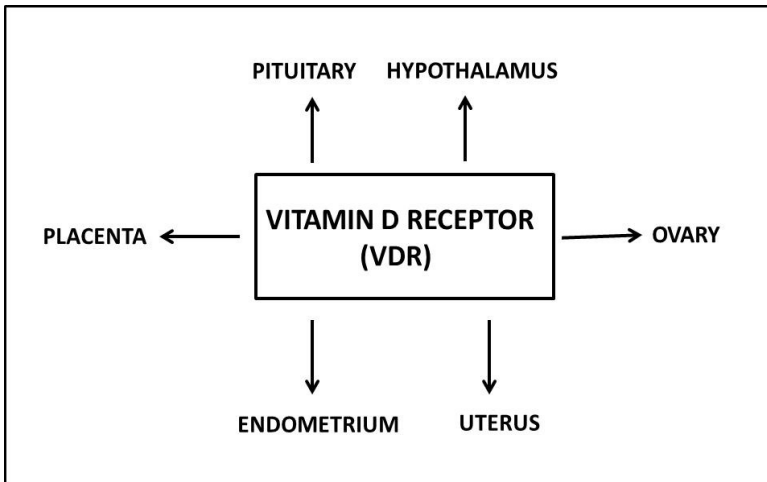 PITUITARY HYPOTHALAMUS
VITAMIN D RECEPTOR
(VDR)
PLACENTA
OVARY
ENDOMETRIUM UTERUS